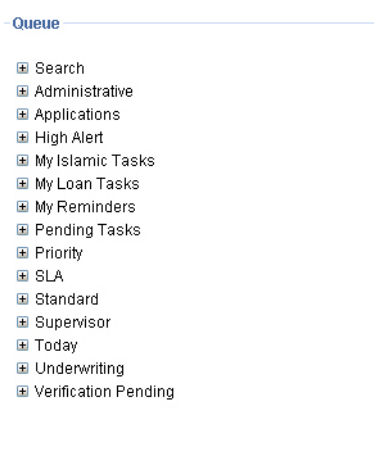 Queue
Search
Administrative
Applications
High Alert
My Islamic Tasks
My Loan Tasks
My Reminders
Pending Tasks
Priority
SLA
Standard
Supervisor
Today
Underwriting
Verification Pending